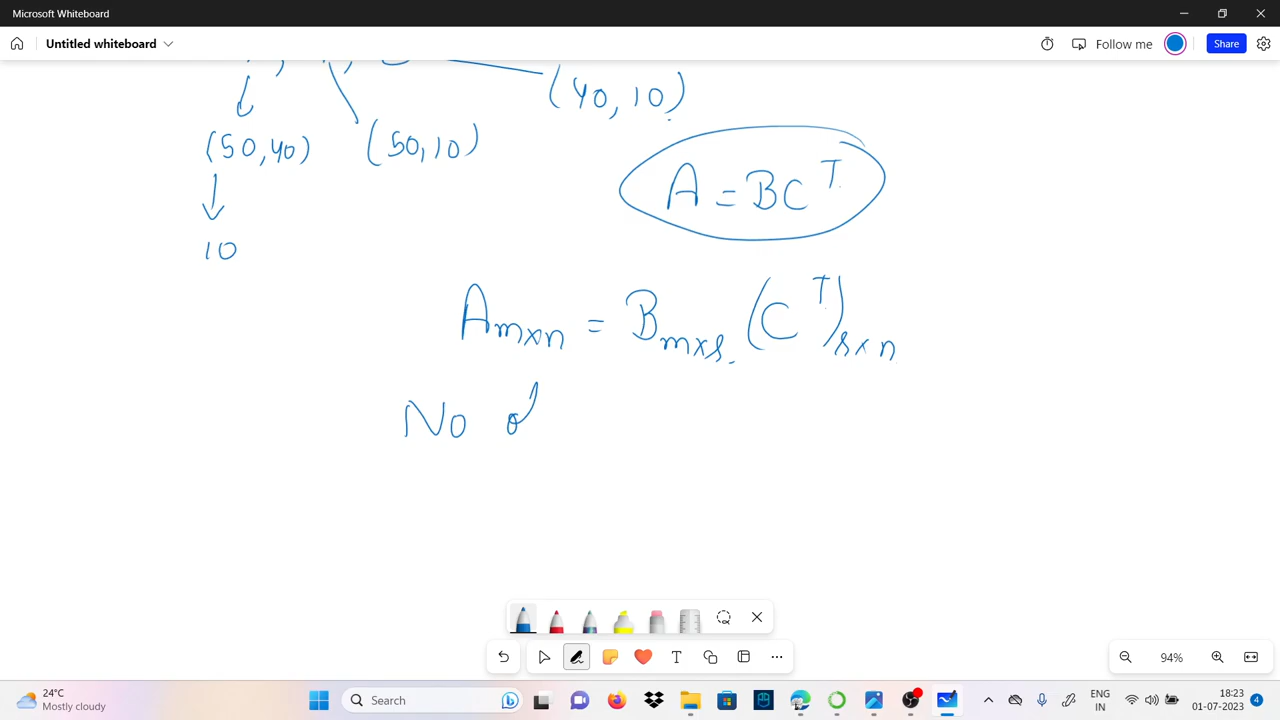 Microsoft Whiteboard
Untitled whiteboard
Follow me
Share
(40, 10)
(50,40) (50,10)
A = BC^T
10
A_{m×n} = B_{m×r} (C^T)_{r×n}
No of
T
94%
24°C
Mostly cloudy
Search
ENG
IN
18:23
01-07-2023
4